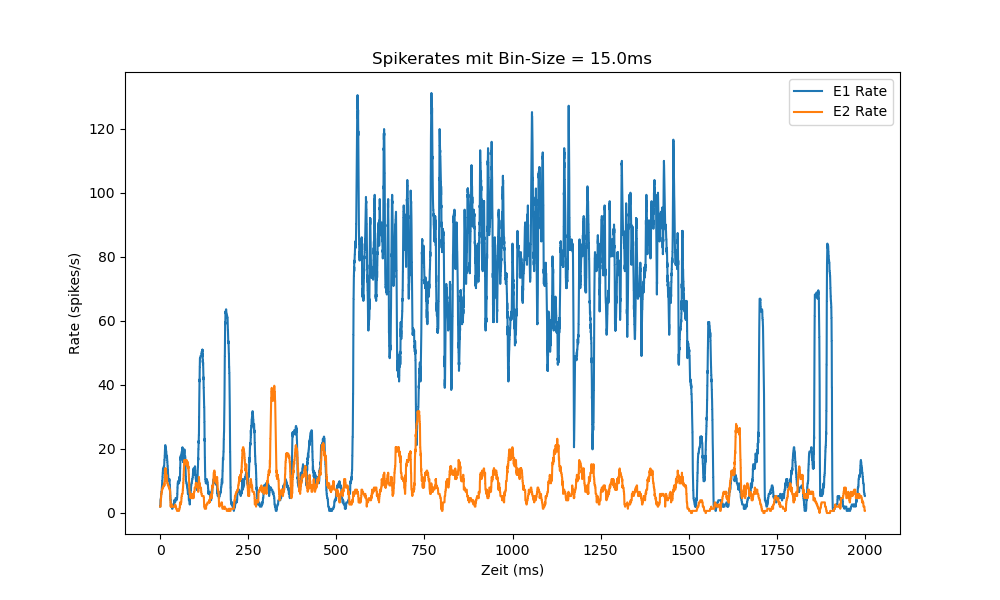 Spikerates mit Bin-Size = 15.0ms
E1 Rate
E2 Rate
Rate (spikes/s)
120
100
80
60
40
20
0
0 250 500 750 1000 1250 1500 1750 2000
Zeit (ms)